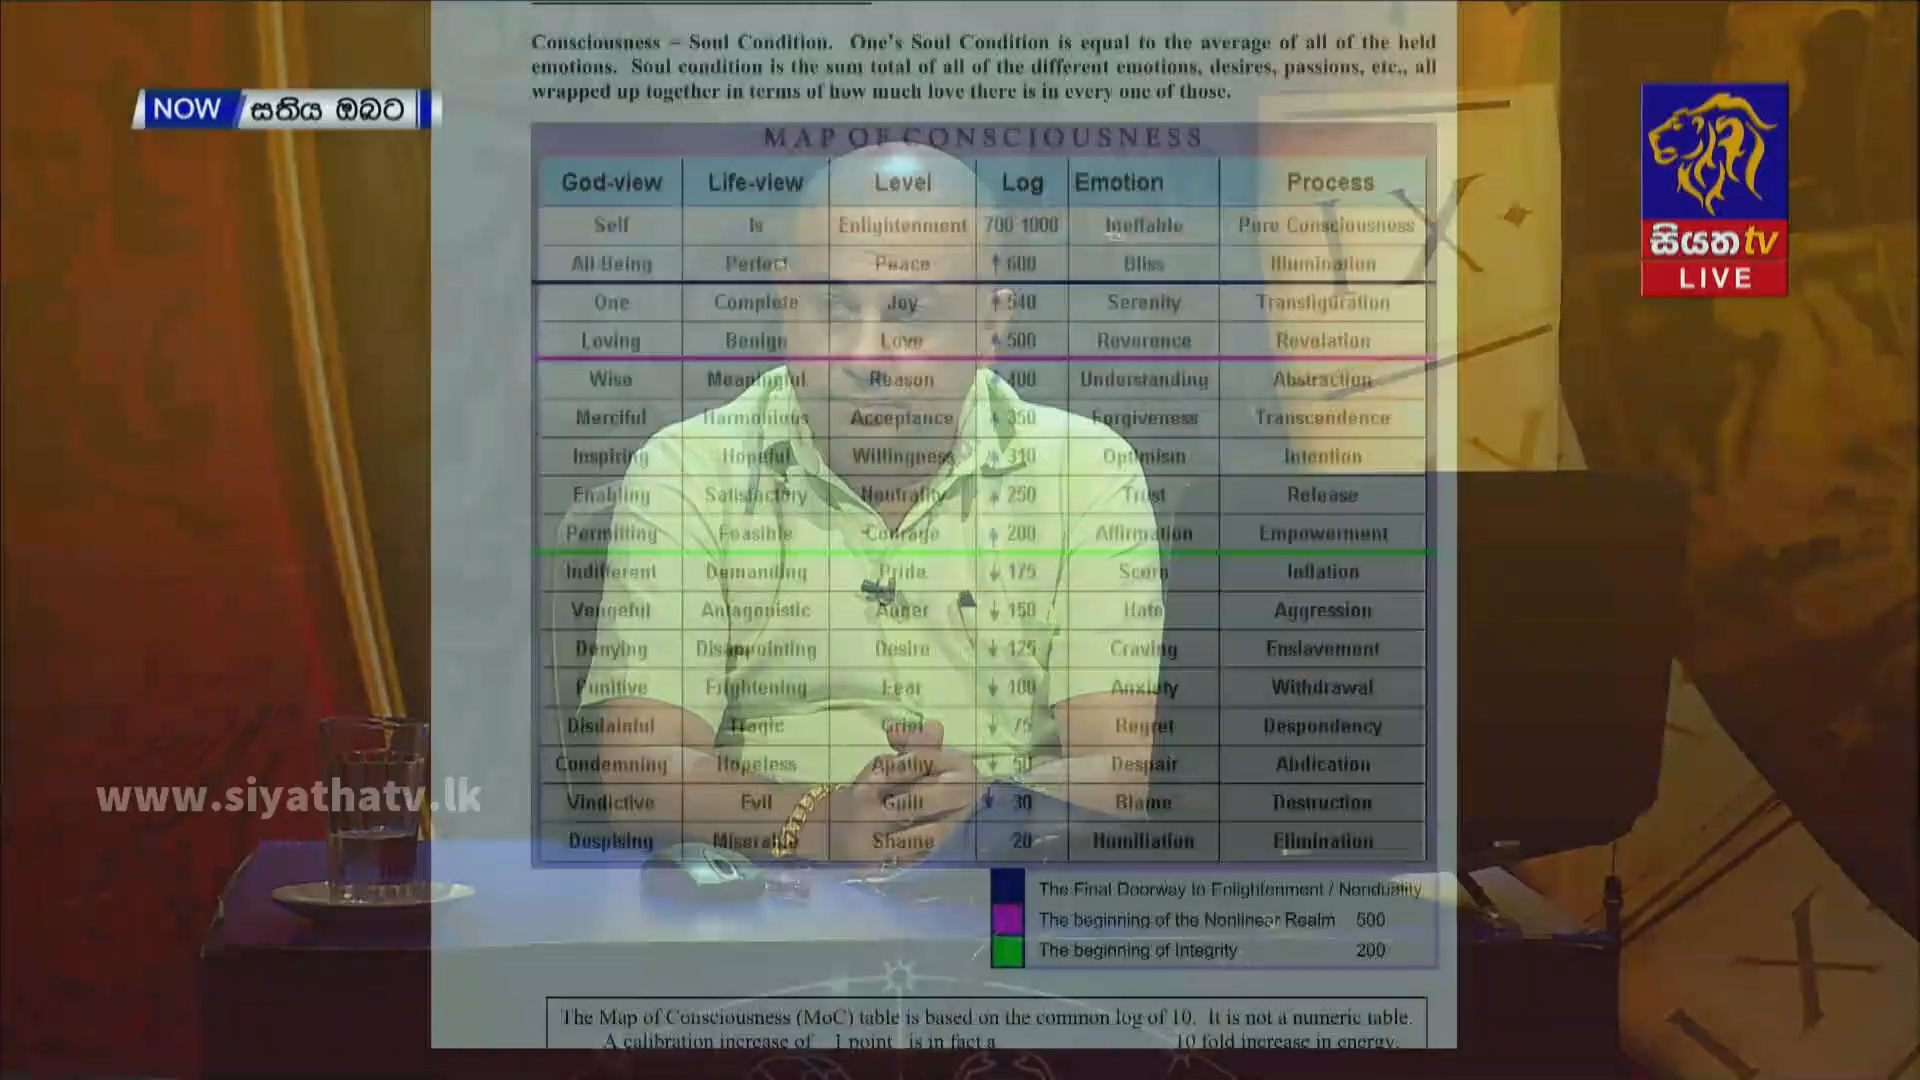 Consciousness – Soul Condition. One's Soul Condition is equal to the average of all of the held
emotions. Soul condition is the sum total of all of the different emotions, desires, passions, etc., all
wrapped up together in terms of how much love there is in every one of those.
NOW සතිය ඔබට
සියත tv
LIVE
MAP OF CONSCIOUSNESS
God-view Life-view Level Log Emotion Process
Self Is Enlightenment 700-1000 Ineffable Pure Consciousness
All-Being Perfect Peace 600 Bliss Illumination
One Complete Joy 540 Serenity Transfiguration
Loving Benign Love 500 Reverence Revelation
Wise Meaningful Reason 400 Understanding Abstraction
Merciful Harmonious Acceptance 350 Forgiveness Transcendence
Inspiring Hopeful Willingness 310 Optimism Intention
Enabling Satisfactory Neutrality 250 Trust Release
Permitting Feasible Courage 200 Affirmation Empowerment
Indifferent Demanding Pride 175 Scorn Inflation
Vengeful Antagonistic Anger 150 Hate Aggression
Denying Disappointing Desire 125 Craving Enslavement
Punitive Frightening Fear 100 Anxiety Withdrawal
Disdainful Tragic Grief 75 Regret Despondency
Condemning Hopeless Apathy 50 Despair Abdication
Vindictive Evil Guilt 30 Blame Destruction
Despising Miserable Shame 20 Humiliation Elimination
The Final Doorway to Enlightenment / Nonduality
The beginning of the Nonlinear Realm 500
The beginning of Integrity 200
The Map of Consciousness (MoC) table is based on the common log of 10. It is not a numeric table.
A calibration increase of 1 point is in fact a 10 fold increase in energy.
www.siyathatv.lk
IX
X